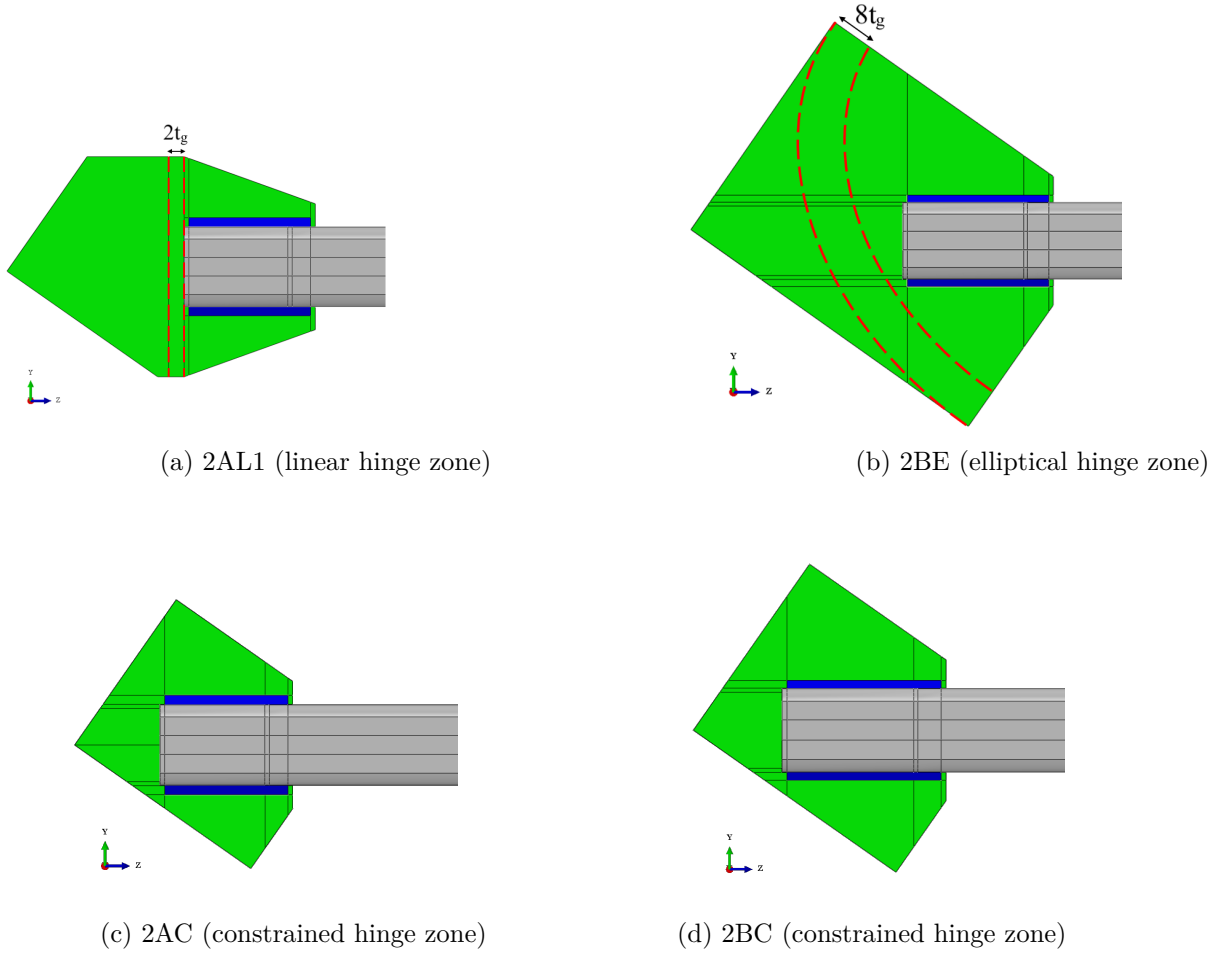 8t_g
2t_g
Y
Z
Y
Z
(a) 2AL1 (linear hinge zone)
(b) 2BE (elliptical hinge zone)
Y
Z
Y
Z
(c) 2AC (constrained hinge zone)
(d) 2BC (constrained hinge zone)